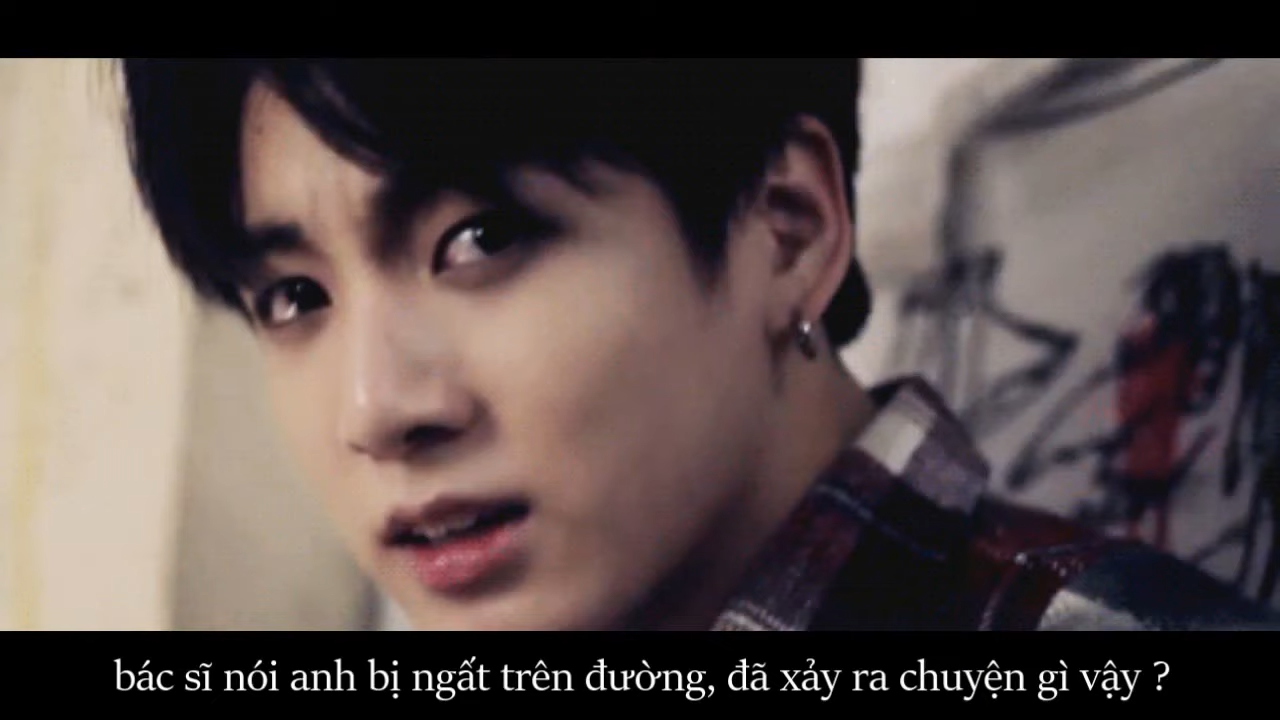 bác sĩ nói anh bị ngất trên đường, đã xảy ra chuyện gì vậy ?